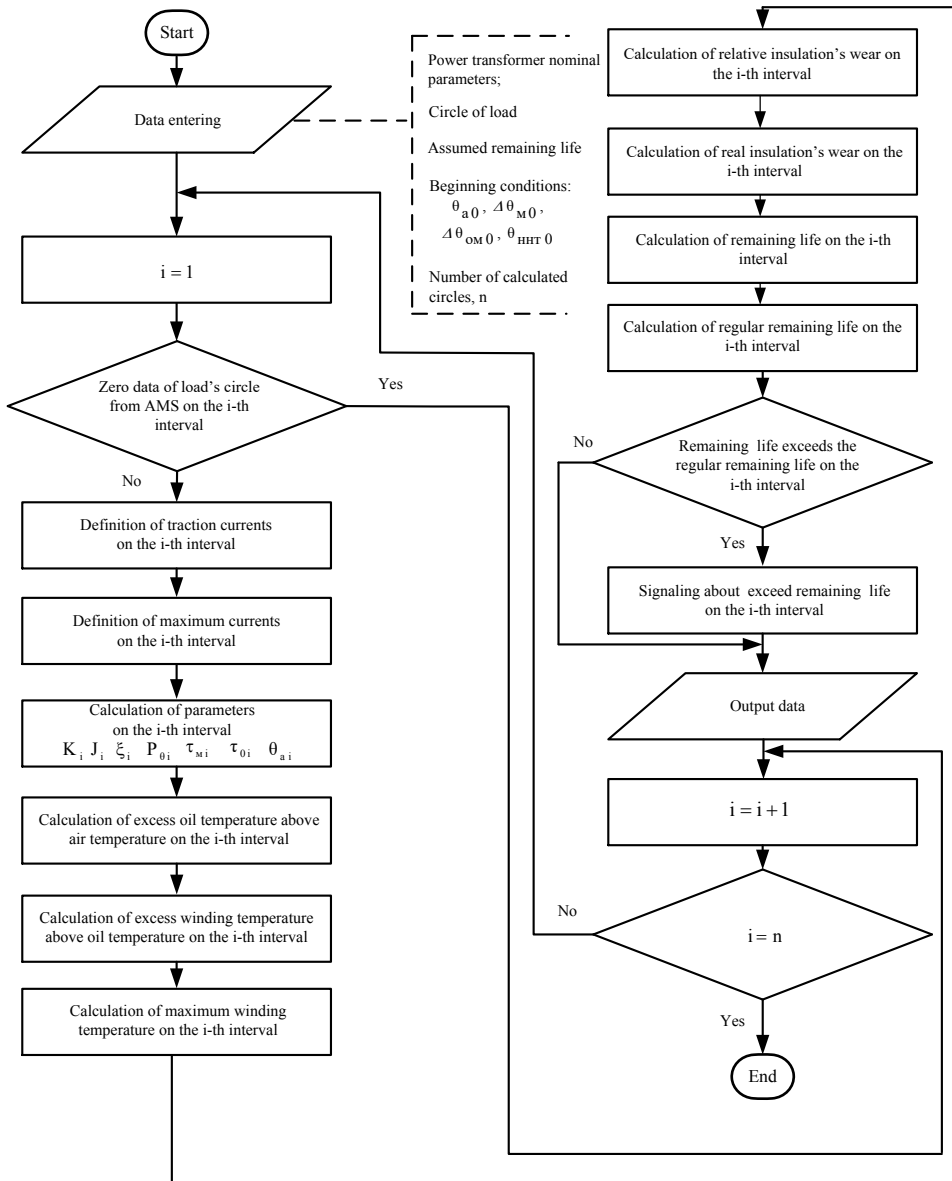 Start
Data entering
Power transformer nominal
parameters;
Circle of load
Assumed remaining life
Beginning conditions:
θa0 , Δθм0 ,
Δθом0 , θннт0
Number of calculated
circles, n
i = 1
Zero data of load's circle
from AMS on the i-th
interval
Yes
No
Definition of traction currents
on the i-th interval
Definition of maximum currents
on the i-th interval
Calculation of parameters
on the i-th interval
Ki Ji ξi Pθi τмi τ0i θai
Calculation of excess oil temperature above
air temperature on the i-th interval
Calculation of excess winding temperature
above oil temperature on the i-th interval
Calculation of maximum winding
temperature on the i-th interval
Calculation of relative insulation's wear on
the i-th interval
Calculation of real insulation's wear on the
i-th interval
Calculation of remaining life on the i-th
interval
Calculation of regular remaining life on the
i-th interval
No
Remaining life exceeds the
regular remaining life on the
i-th interval
Yes
Signaling about exceed remaining life
on the i-th interval
Output data
i = i + 1
No
i = n
Yes
End